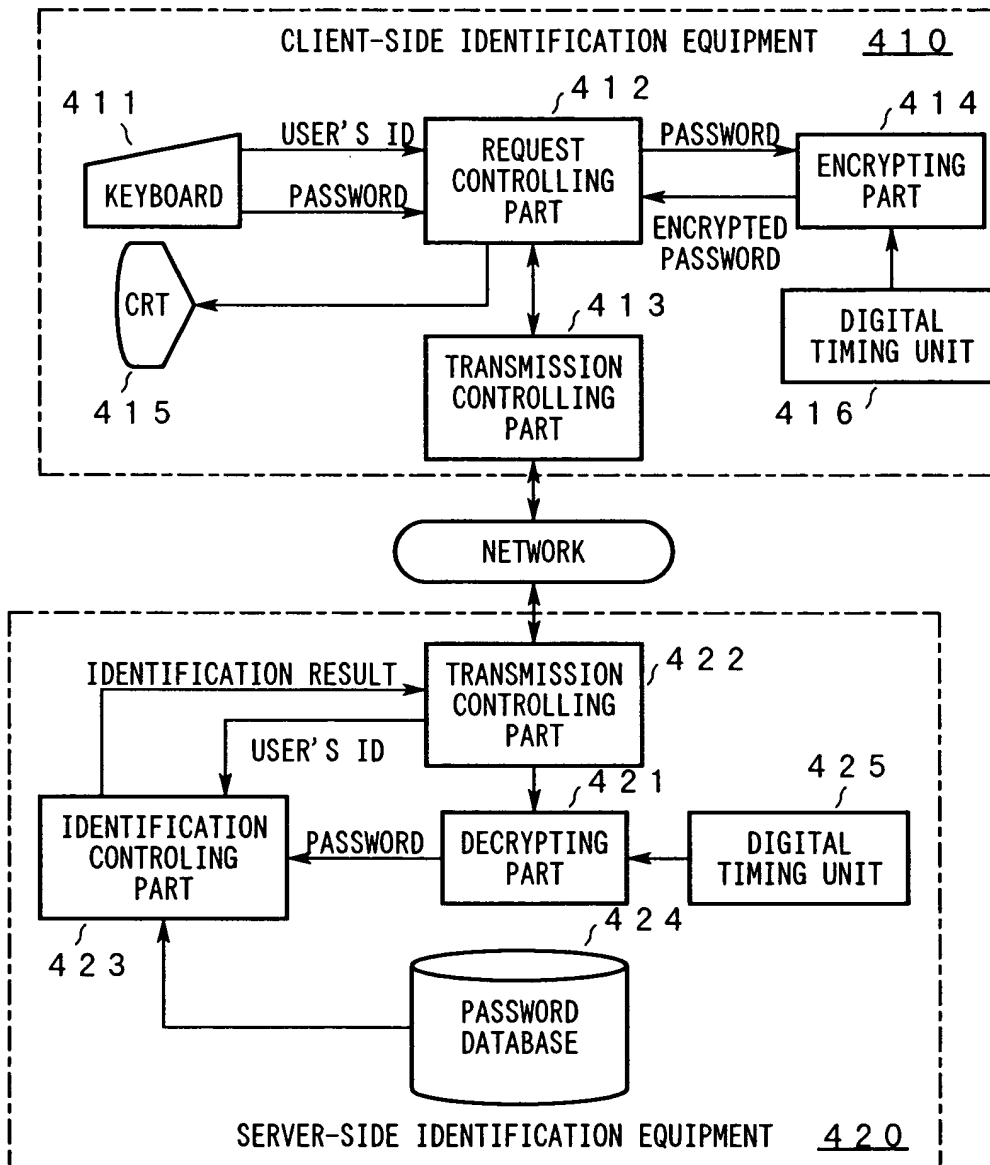 CLIENT-SIDE IDENTIFICATION EQUIPMENT 410
411
412
414
USER'S ID
PASSWORD
KEYBOARD
PASSWORD
REQUEST
CONTROLLING
PART
ENCRYPTING
PART
ENCRYPTED
PASSWORD
CRT
415
413
TRANSMISSION
CONTROLLING
PART
DIGITAL
TIMING UNIT
416
NETWORK
IDENTIFICATION RESULT
TRANSMISSION
CONTROLLING
PART
422
USER'S ID
421
425
IDENTIFICATION
CONTROLING
PART
PASSWORD
DECRYPTING
PART
DIGITAL
TIMING UNIT
423
424
PASSWORD
DATABASE
SERVER-SIDE IDENTIFICATION EQUIPMENT 420